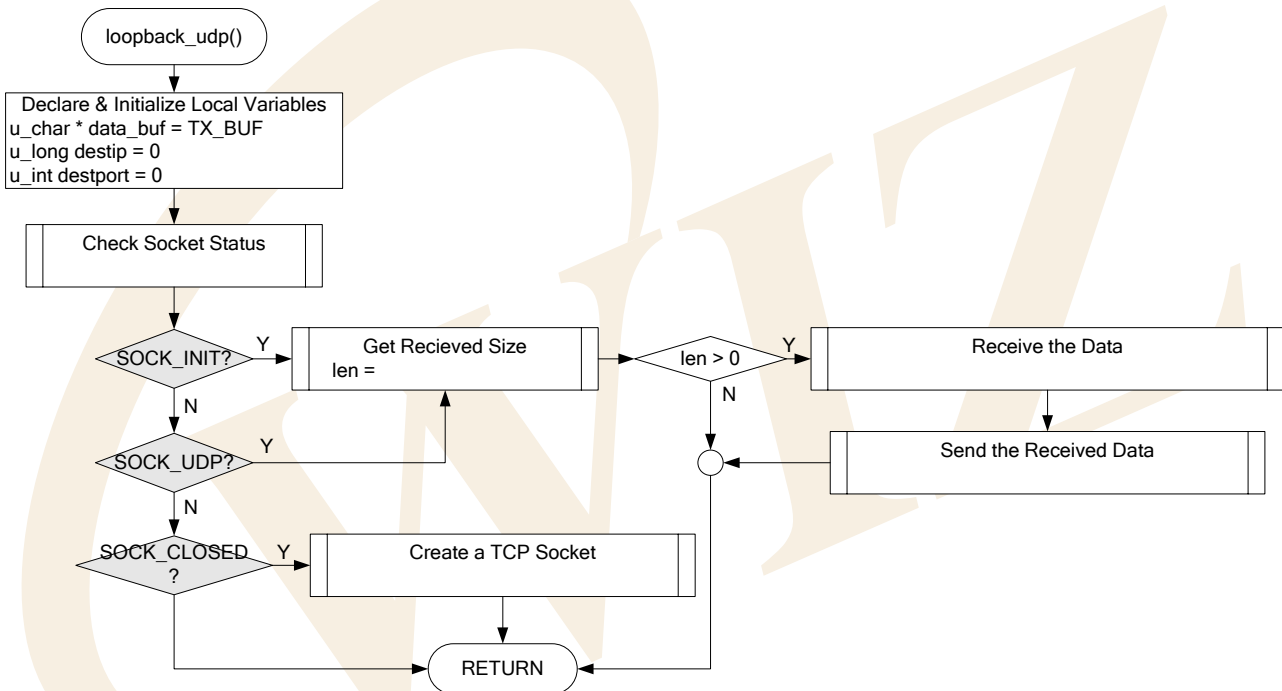 loopback_udp()
Declare & Initialize Local Variables
u_char * data_buf = TX_BUF
u_long destip = 0
u_int destport = 0
Check Socket Status
SOCK_INIT?
Y
Get Recieved Size
len =
len > 0
Y
Receive the Data
N
N
SOCK_UDP?
Y
Send the Received Data
N
SOCK_CLOSED
?
Y
Create a TCP Socket
RETURN
WIZ